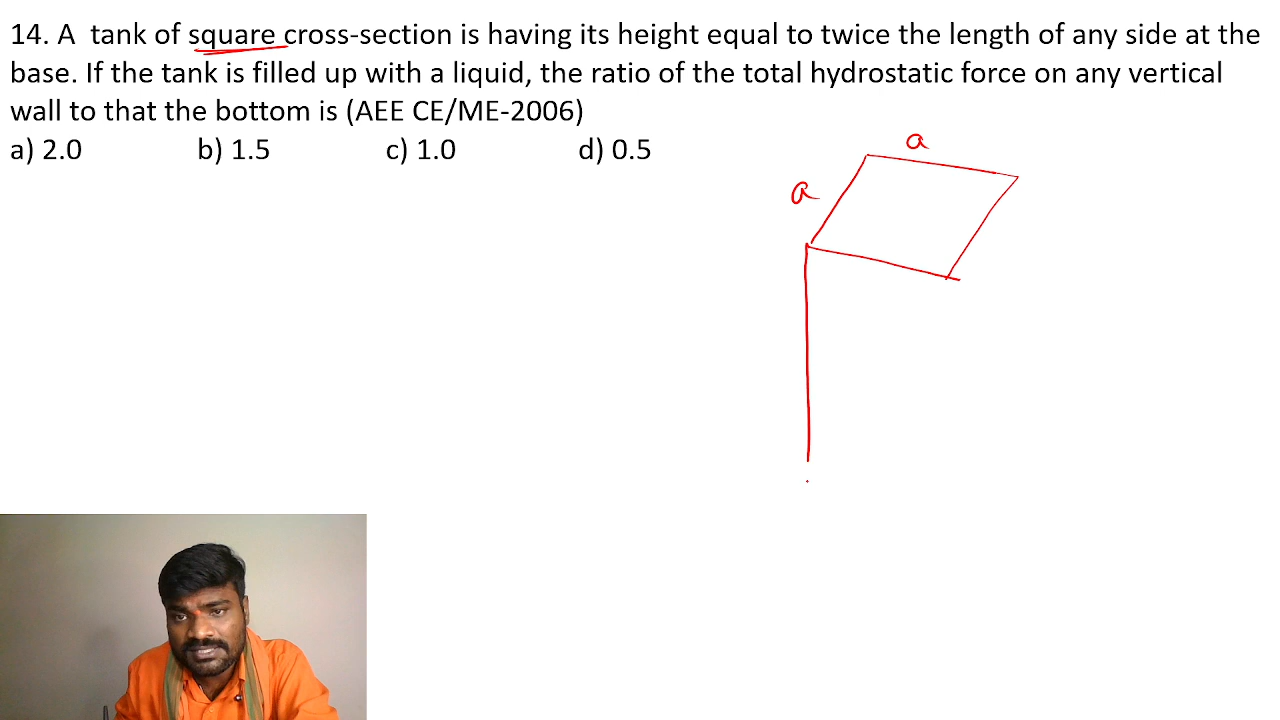 14. A tank of square cross-section is having its height equal to twice the length of any side at the
base. If the tank is filled up with a liquid, the ratio of the total hydrostatic force on any vertical
wall to that the bottom is (AEE CE/ME-2006)
a) 2.0 b) 1.5 c) 1.0 d) 0.5
a
a